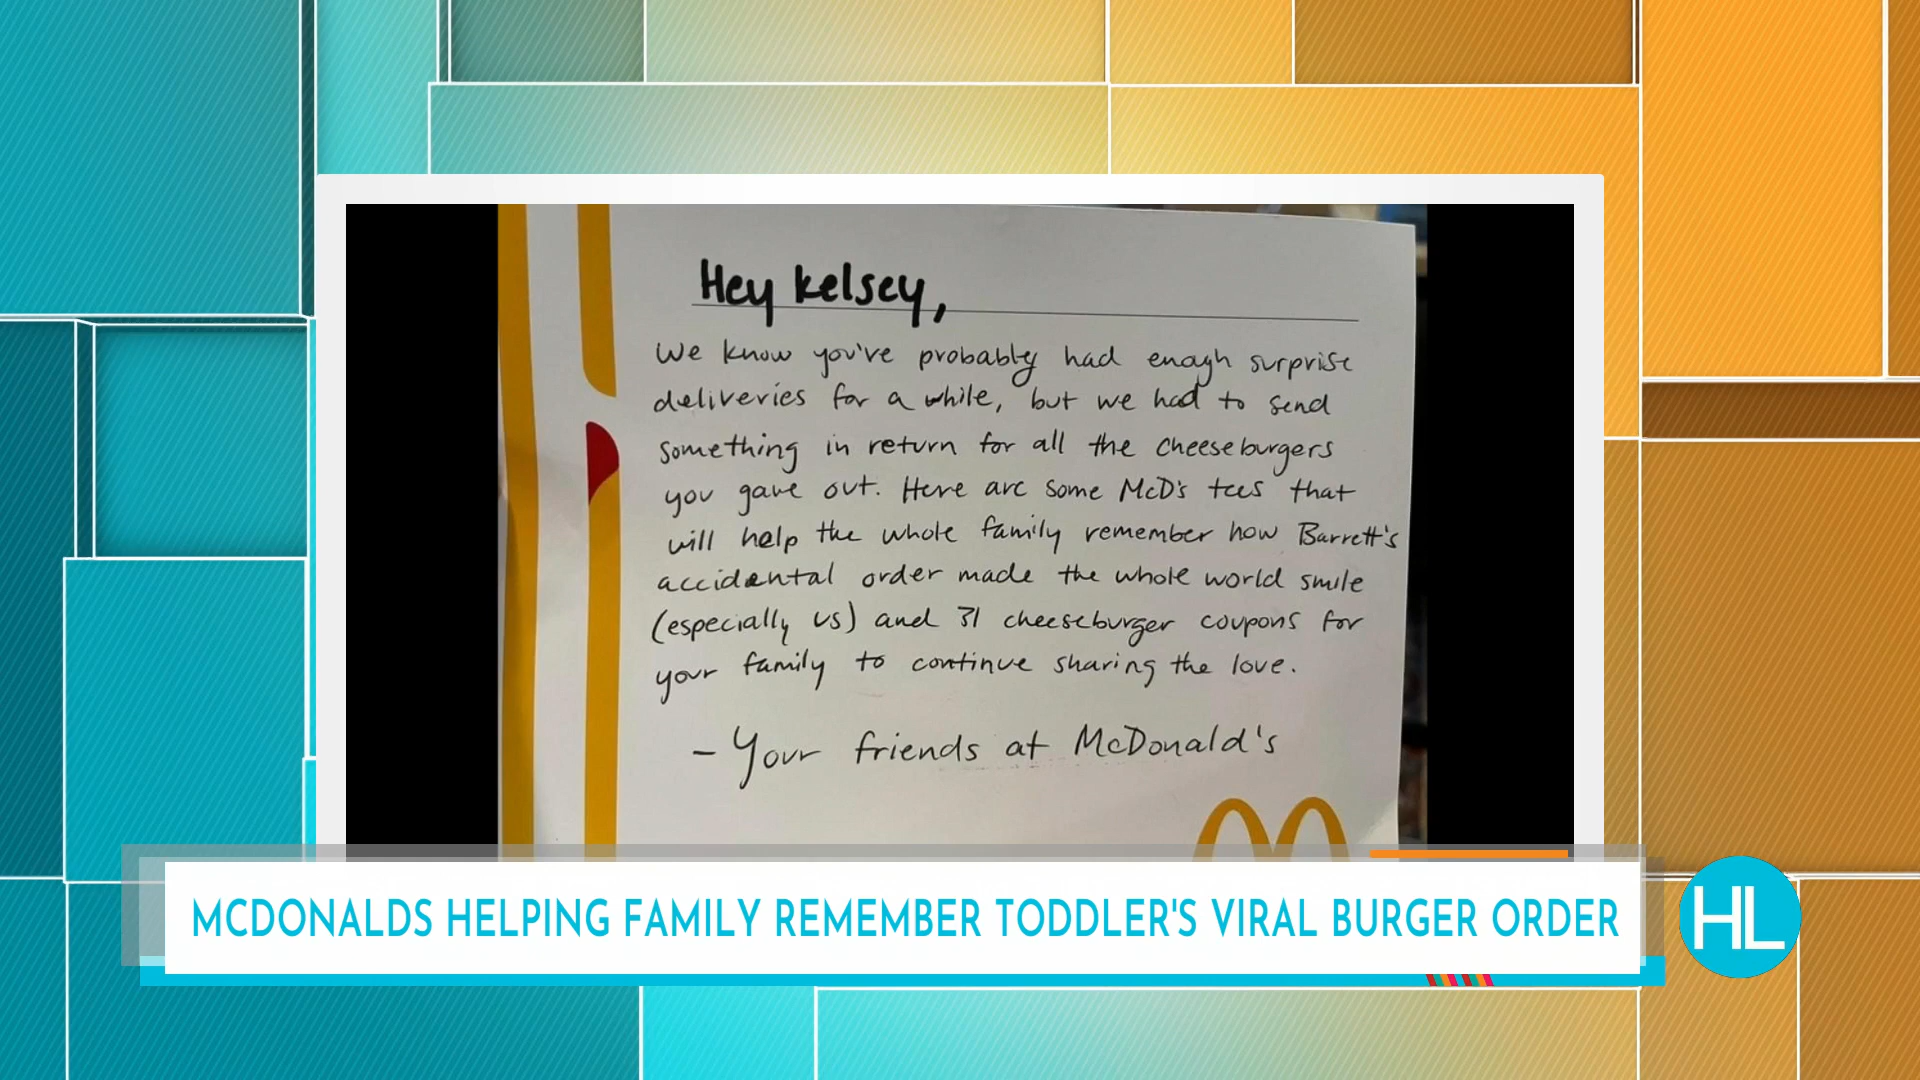 Hey Kelsey,
We know you've probably had enough surprise
deliveries for a while, but we had to send
something in return for all the cheeseburgers
you gave out. Here are some McD's tees that
will help the whole family remember how Barrett's
accidental order made the whole world smile
(especially us) and 31 cheeseburger coupons for
your family to continue sharing the love.
- Your friends at McDonald's
MCDONALDS HELPING FAMILY REMEMBER TODDLER'S VIRAL BURGER ORDER
HL